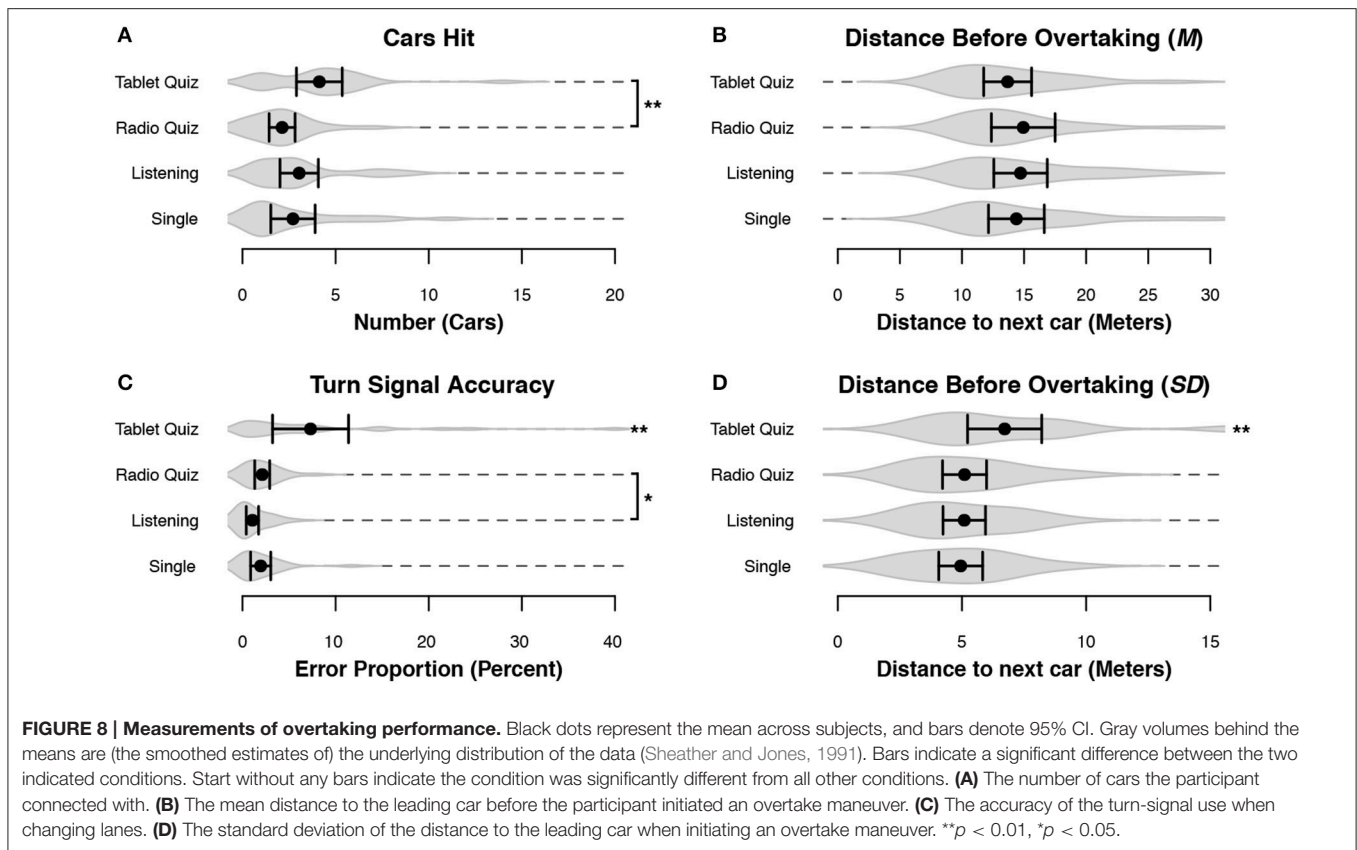 A
Cars Hit
Tablet Quiz
Radio Quiz
Listening
Single
**
0 5 10 15 20
Number (Cars)
B
Distance Before Overtaking (M)
Tablet Quiz
Radio Quiz
Listening
Single
0 5 10 15 20 25 30
Distance to next car (Meters)
C
Turn Signal Accuracy
Tablet Quiz
Radio Quiz
Listening
Single
**
*
0 10 20 30 40
Error Proportion (Percent)
D
Distance Before Overtaking (SD)
Tablet Quiz
Radio Quiz
Listening
Single
**
0 5 10 15
Distance to next car (Meters)
FIGURE 8 | Measurements of overtaking performance. Black dots represent the mean across subjects, and bars denote 95% CI. Gray volumes behind the
means are (the smoothed estimates of) the underlying distribution of the data (Sheather and Jones, 1991). Bars indicate a significant difference between the two
indicated conditions. Start without any bars indicate the condition was significantly different from all other conditions. (A) The number of cars the participant
connected with. (B) The mean distance to the leading car before the participant initiated an overtake maneuver. (C) The accuracy of the turn-signal use when
changing lanes. (D) The standard deviation of the distance to the leading car when initiating an overtake maneuver. **p < 0.01, *p < 0.05.